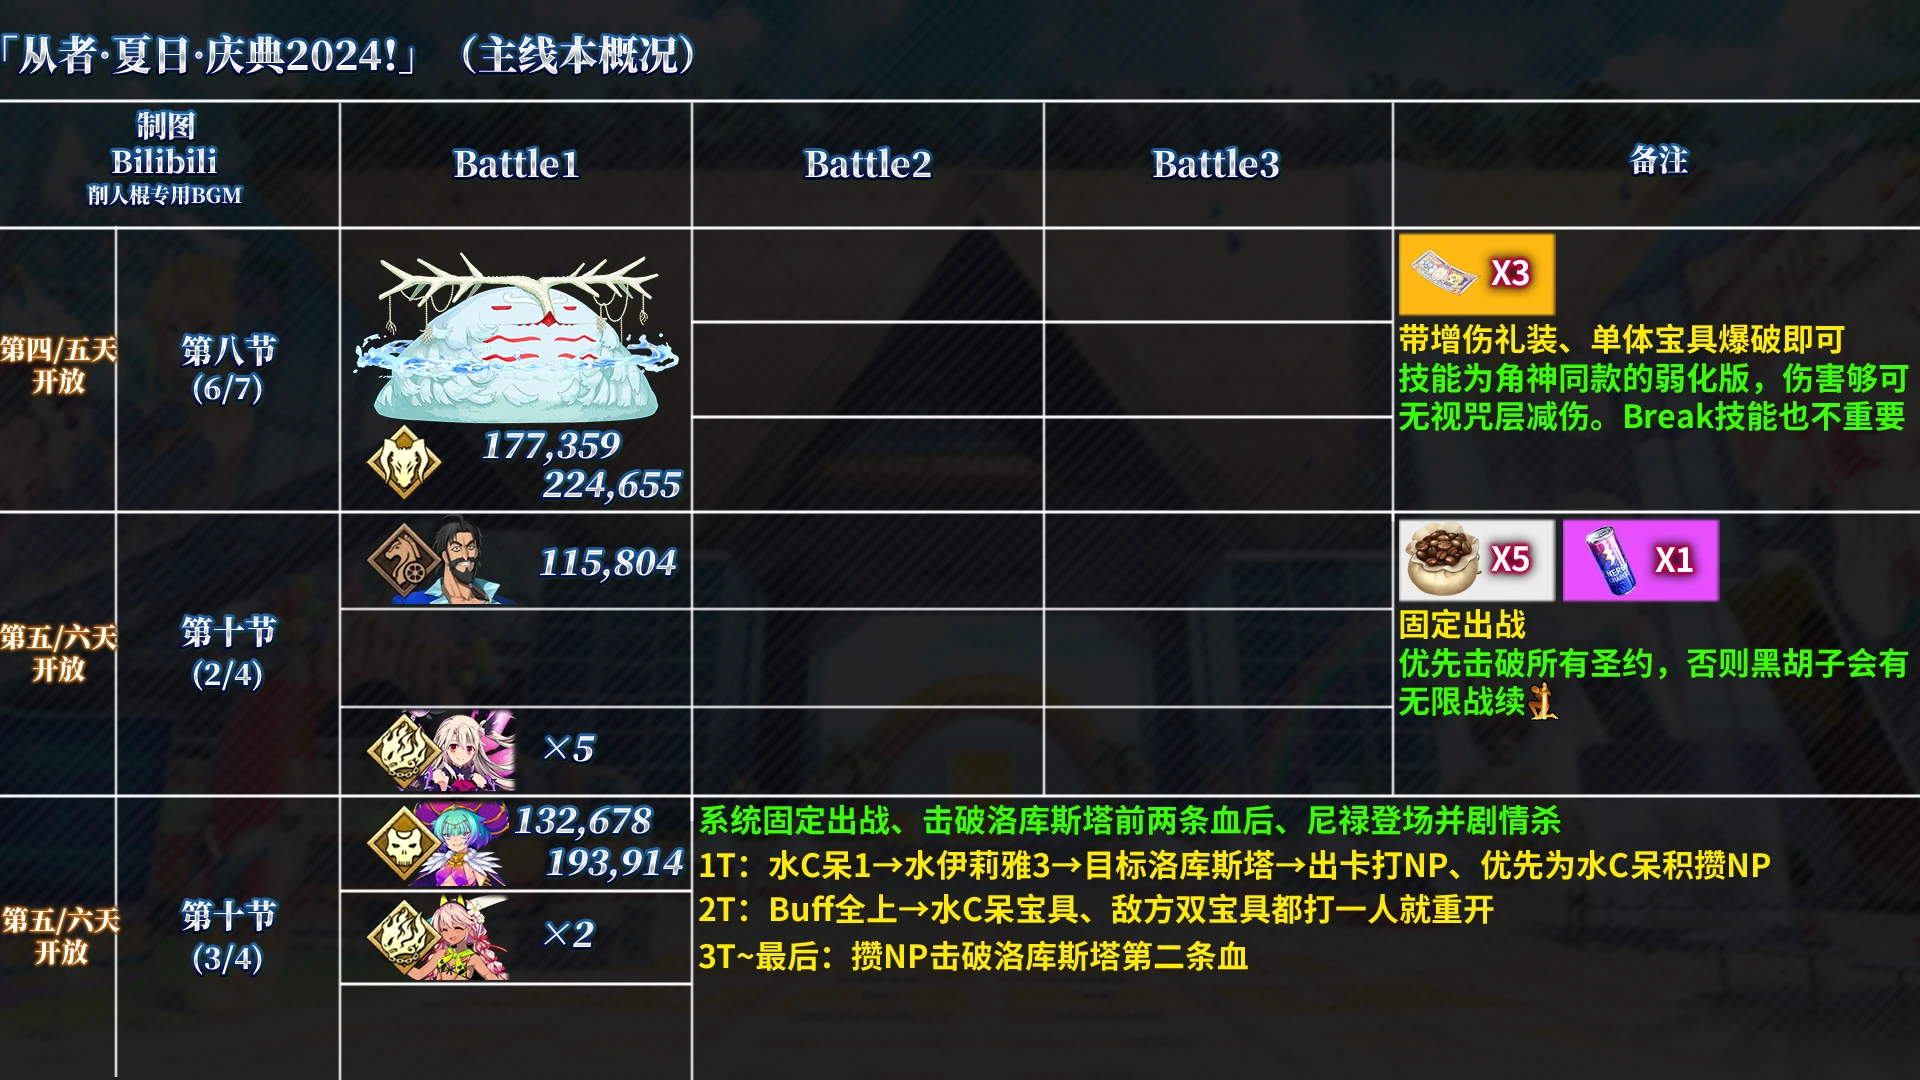 「从者·夏日·庆典2024!」（主线本概况）
制图
Bilibili
削人棍专用BGM
Battle1
Battle2
Battle3
备注
第四/五天
开放
第八节
(6/7)
177,359
224,655
X3
带增伤礼装、单体宝具爆破即可
技能为角神同款的弱化版，伤害够可
无视咒层减伤。Break技能也不重要
第五/六天
开放
第十节
(2/4)
115,804
×5
X5
X1
固定出战
优先击破所有圣约，否则黑胡子会有
无限战续
第五/六天
开放
第十节
(3/4)
132,678
193,914
×2
系统固定出战、击破洛库斯塔前两条血后、尼禄登场并剧情杀
1T：水C呆1→水伊莉雅3→目标洛库斯塔→出卡打NP、优先为水C呆积攒NP
2T：Buff全上→水C呆宝具、敌方双宝具都打一人就重开
3T~最后：攒NP击破洛库斯塔第二条血